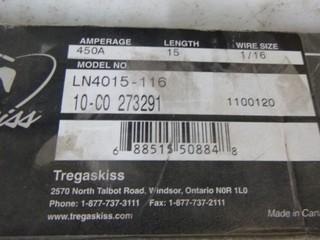 AMPERAGE LENGTH WIRE SIZE
450A 15 1/16
MODEL NO
LN4015-116
10-CO 273291 1100120
kiss
6 88515 50884 8
Tregaskiss
2570 North Talbot Road, Windsor, Ontario N0R 1L0
Phone: 1-877-737-3111 Fax: 1-877-737-2111
www.tregaskiss.com Made in Cana